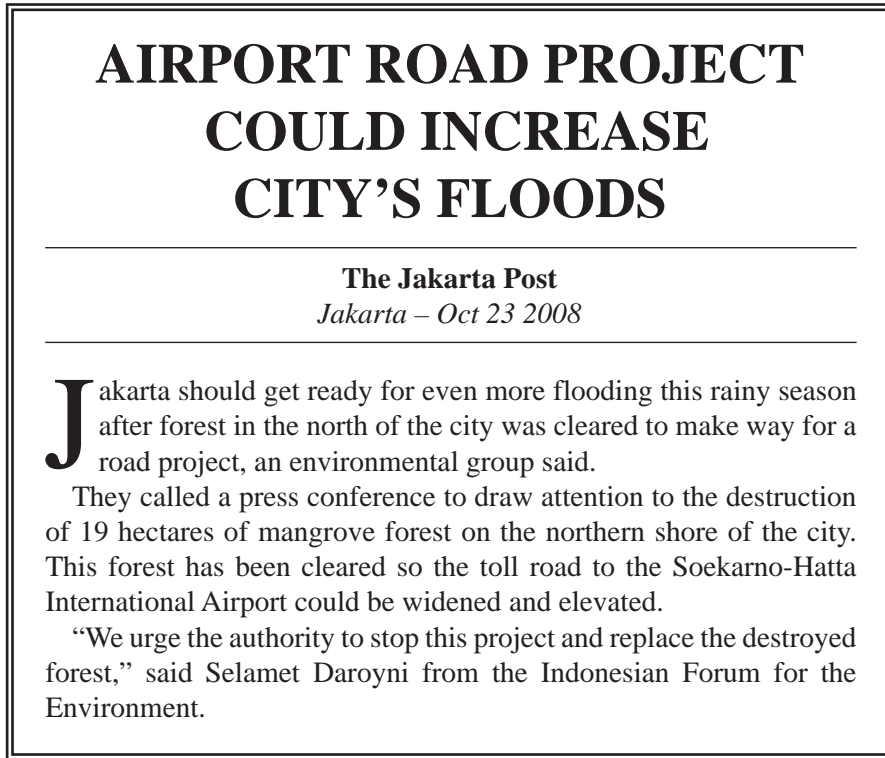 AIRPORT ROAD PROJECT
COULD INCREASE
CITY’S FLOODS
The Jakarta Post
Jakarta – Oct 23 2008
Jakarta should get ready for even more flooding this rainy season
after forest in the north of the city was cleared to make way for a
road project, an environmental group said.
They called a press conference to draw attention to the destruction
of 19 hectares of mangrove forest on the northern shore of the city.
This forest has been cleared so the toll road to the Soekarno-Hatta
International Airport could be widened and elevated.
“We urge the authority to stop this project and replace the destroyed
forest,” said Selamet Daroyni from the Indonesian Forum for the
Environment.